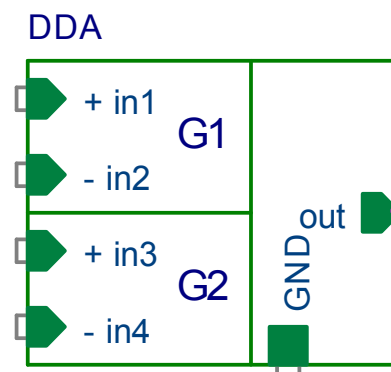 DDA
+ in1
G1
- in2
+ in3
G2
- in4
out
GND